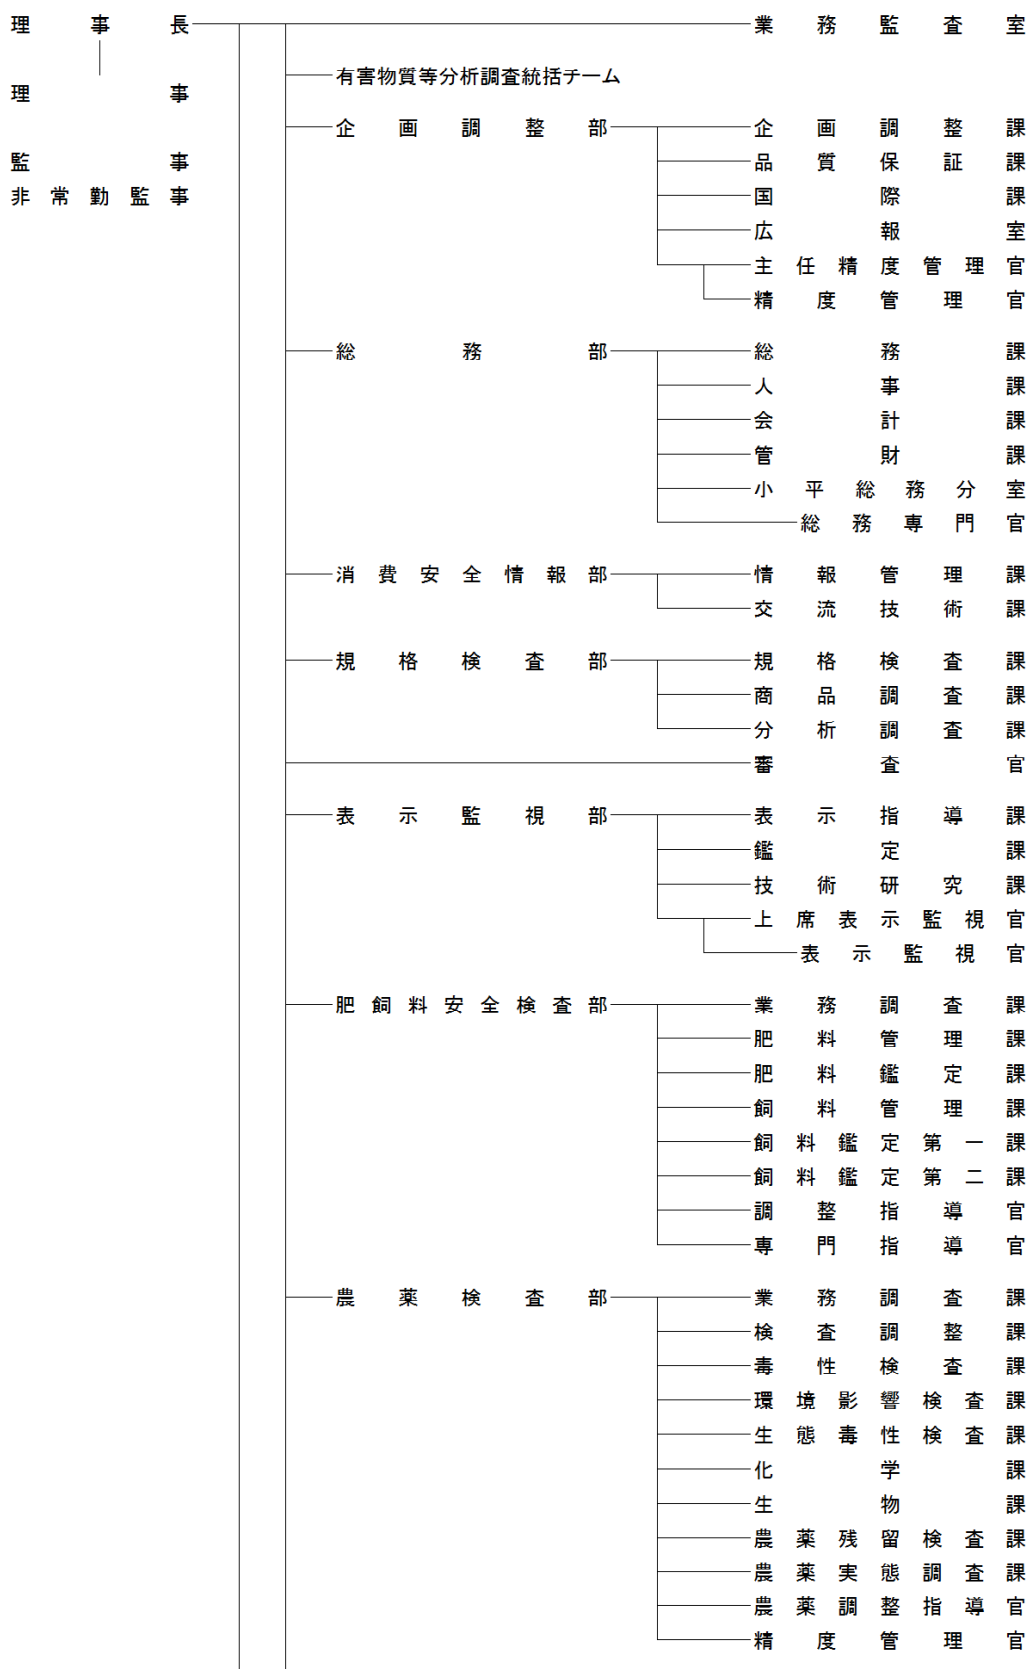 理事長 業務監査室
有害物質等分析調査統括チーム
理事
企画調整部 企画調整課
監事 品質保証課
非常勤監事 国際課
広報室
主任精度管理官
精度管理官
総務部 総務課
人事課
会計課
管財課
小平総務分室
総務専門官
消費安全情報部 情報管理課
交流技術課
規格検査部 規格検査課
商品調査課
分析調査課
審査官
表示監視部 表示指導課
鑑定課
技術研究課
上席表示監視官
表示監視官
肥飼料安全検査部 業務調査課
肥料管理課
肥料鑑定課
飼料管理課
飼料鑑定第一課
飼料鑑定第二課
調整指導官
専門指導官
農薬検査部 業務調査課
検査調整課
毒性検査課
環境影響検査課
生態毒性検査課
化学課
生物課
農薬残留検査課
農薬実態調査課
農薬調整指導官
精度管理官